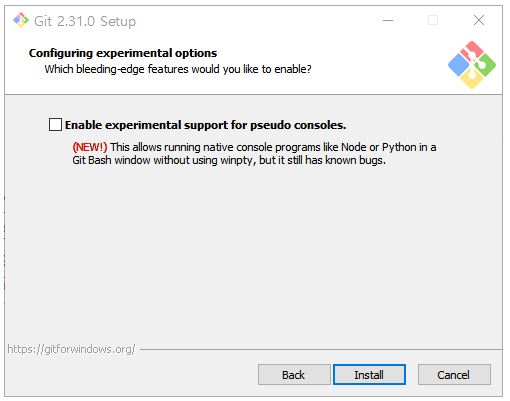 Git 2.31.0 Setup
Configuring experimental options
Which bleeding-edge features would you like to enable?
Enable experimental support for pseudo consoles.
(NEW!) This allows running native console programs like Node or Python in a
Git Bash window without using winpty, but it still has known bugs.
https://gitforwindows.org/
Back Install Cancel